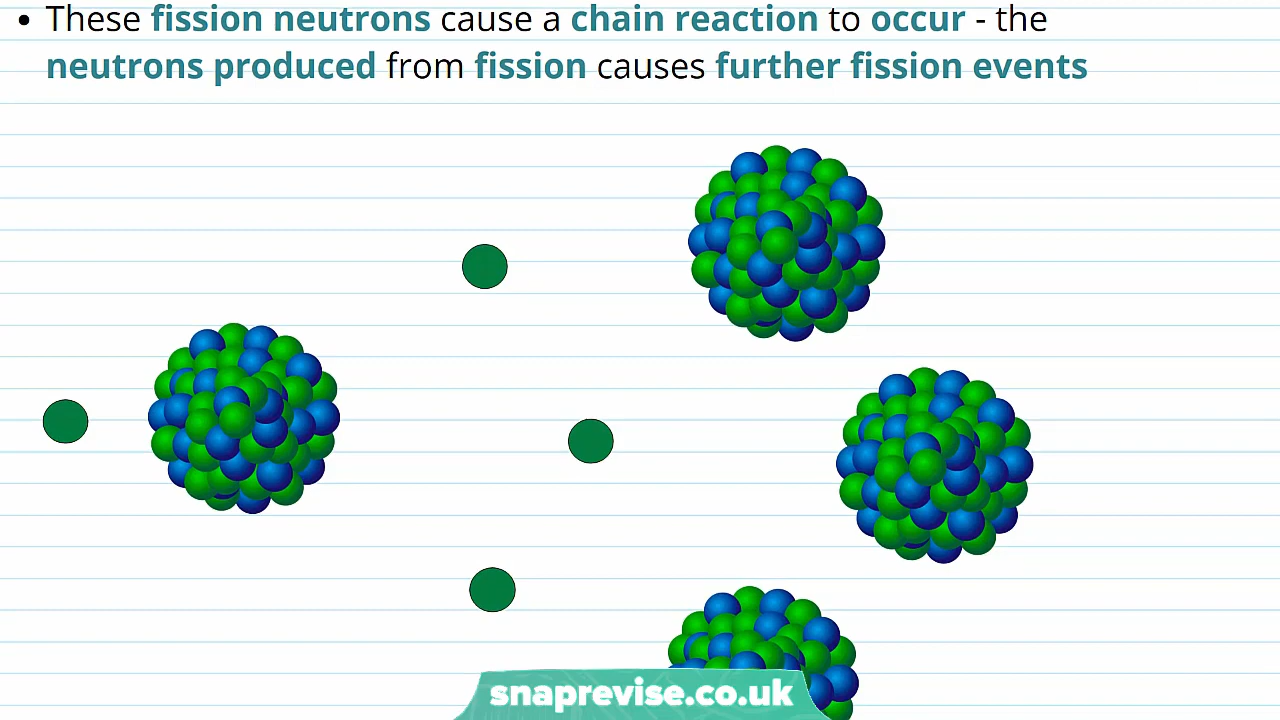 • These fission neutrons cause a chain reaction to occur - the
neutrons produced from fission causes further fission events
snaprevise.co.uk